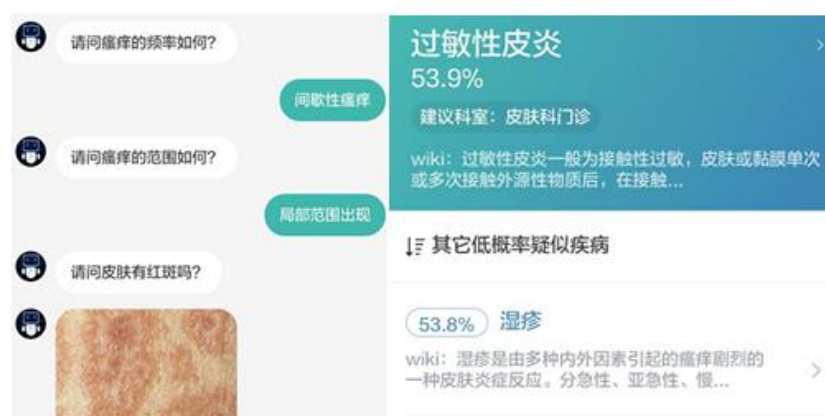 请问瘙痒的频率如何?
间歇性瘙痒
请问瘙痒的范围如何?
局部范围出现
请问皮肤有红斑吗?
过敏性皮炎
53.9%
建议科室：皮肤科门诊
wiki：过敏性皮炎一般为接触性过敏，皮肤或黏膜单次
或多次接触外源性物质后，在接触...
其它低概率疑似疾病
53.8% 湿疹
wiki：湿疹是由多种内外因素引起的瘙痒剧烈的
一种皮肤炎症反应。分急性、亚急性、慢...